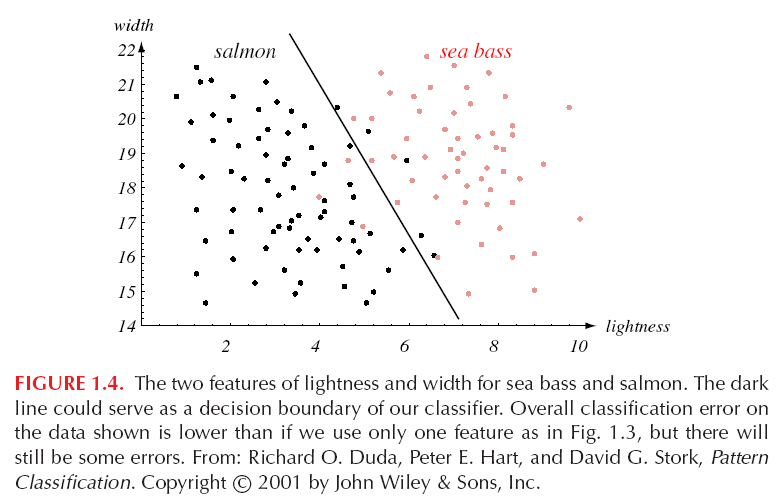 width
salmon
sea bass
22
21
20
19
18
17
16
15
14
2
4
6
8
10
lightness
FIGURE 1.4. The two features of lightness and width for sea bass and salmon. The dark
line could serve as a decision boundary of our classifier. Overall classification error on
the data shown is lower than if we use only one feature as in Fig. 1.3, but there will
still be some errors. From: Richard O. Duda, Peter E. Hart, and David G. Stork, Pattern
Classification. Copyright © 2001 by John Wiley & Sons, Inc.